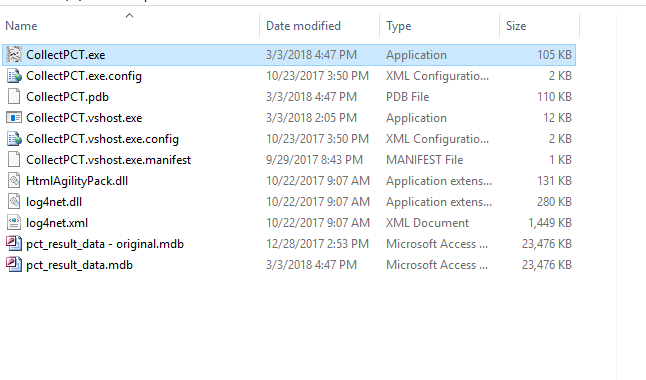 Name Date modified Type Size
CollectPCT.exe 3/3/2018 4:47 PM Application 105 KB
CollectPCT.exe.config 10/23/2017 3:50 PM XML Configuratio... 2 KB
CollectPCT.pdb 3/3/2018 4:47 PM PDB File 110 KB
CollectPCT.vshost.exe 3/3/2018 2:05 PM Application 12 KB
CollectPCT.vshost.exe.config 10/23/2017 3:50 PM XML Configuratio... 2 KB
CollectPCT.vshost.exe.manifest 9/29/2017 8:43 PM MANIFEST File 1 KB
HtmlAgilityPack.dll 10/22/2017 9:07 AM Application extens... 131 KB
log4net.dll 10/22/2017 9:07 AM Application extens... 280 KB
log4net.xml 10/22/2017 9:07 AM XML Document 1,449 KB
pct_result_data - original.mdb 12/28/2017 2:53 PM Microsoft Access ... 23,476 KB
pct_result_data.mdb 3/3/2018 4:47 PM Microsoft Access ... 23,476 KB